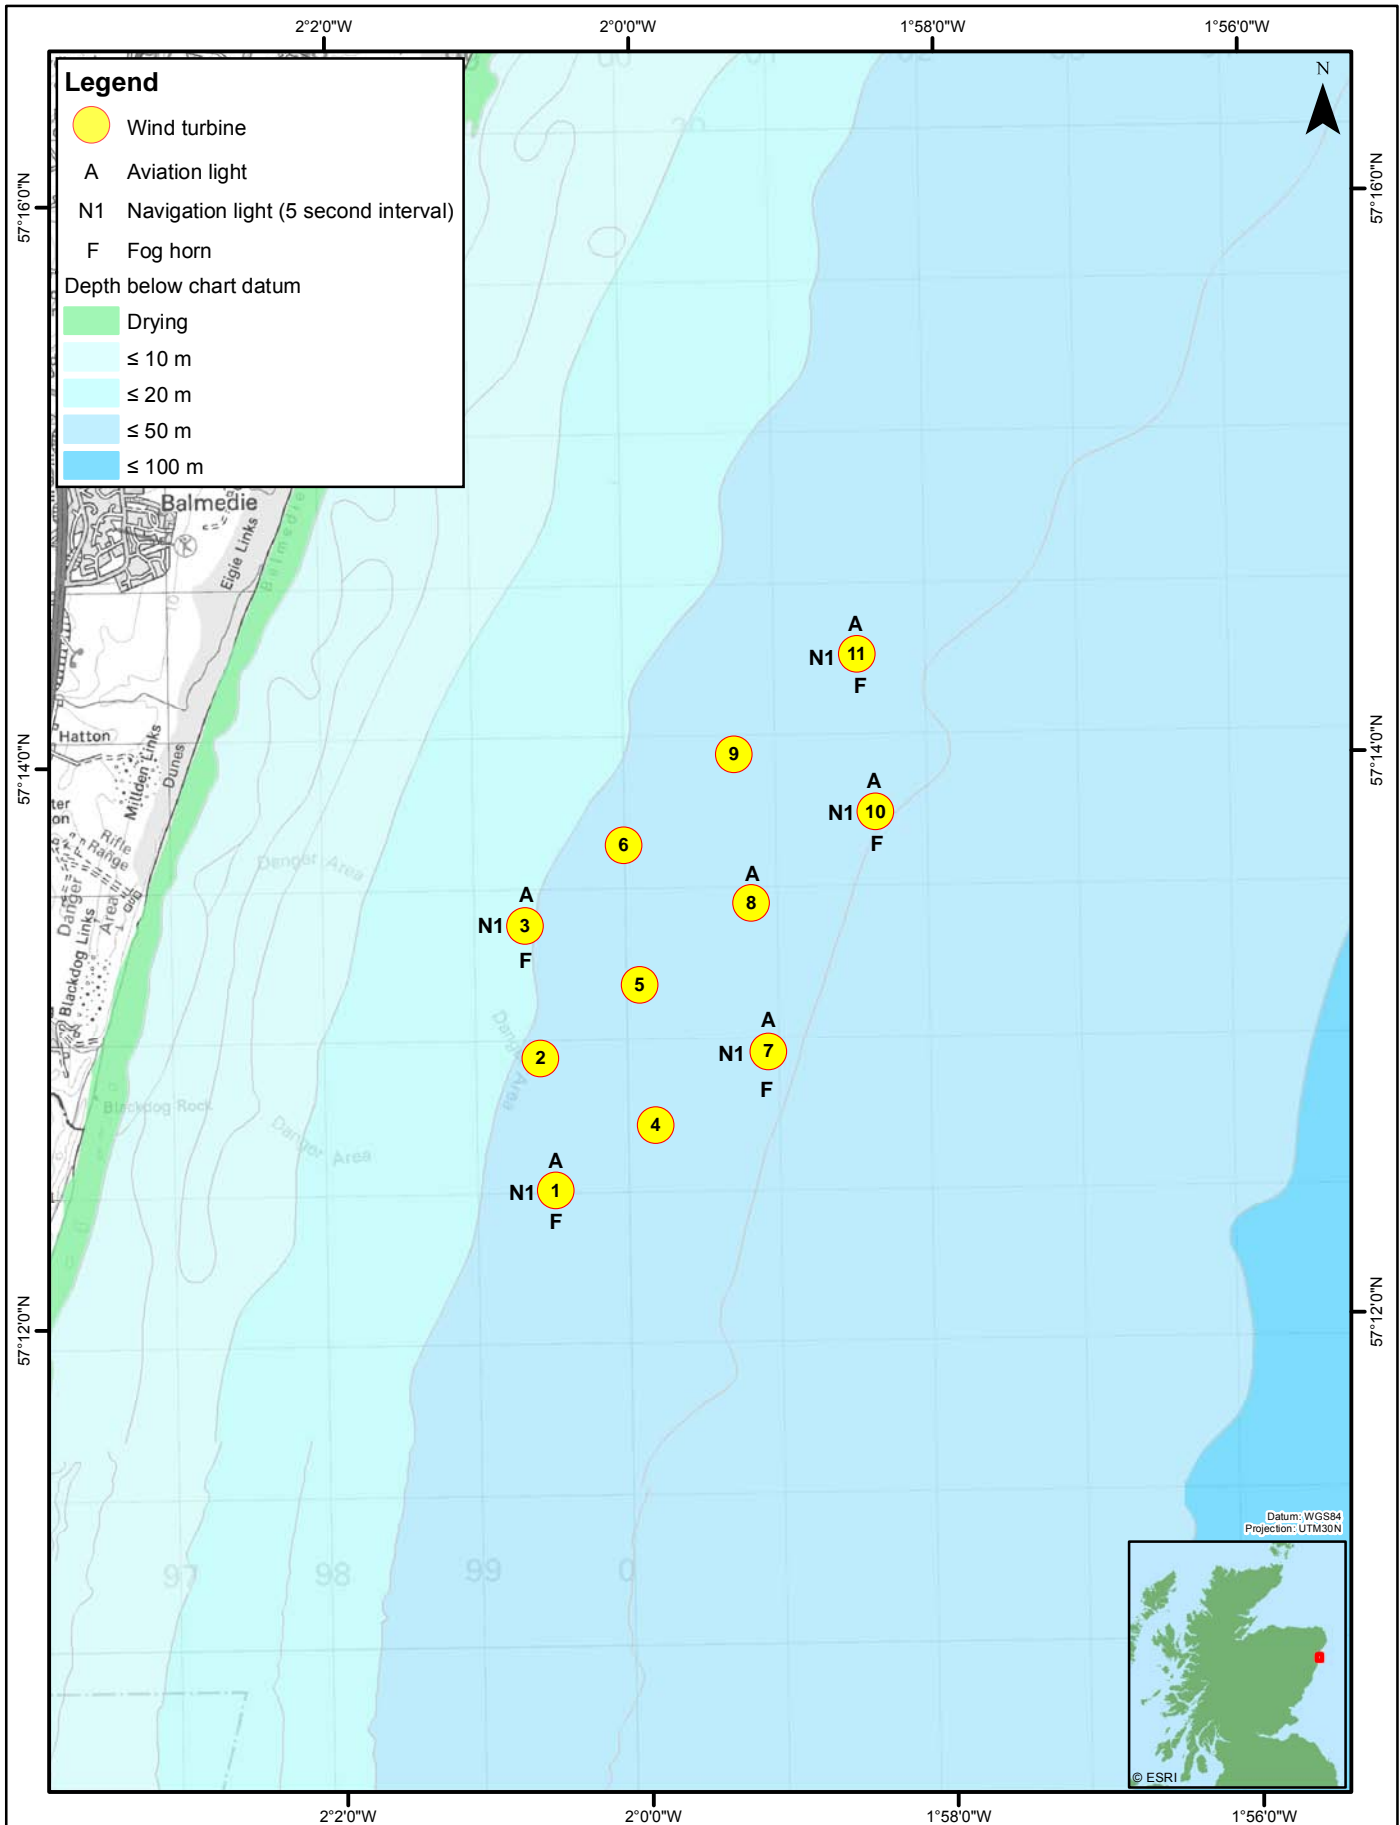 2°2'0"W
2°0'0"W
1°58'0"W
1°56'0"W
Legend
Wind turbine
A Aviation light
N1 Navigation light (5 second interval)
F Fog horn
Depth below chart datum
Drying
≤ 10 m
≤ 20 m
≤ 50 m
≤ 100 m
N
57°16'0"N
57°16'0"N
Balmedie
Eigie Links
Balmedie
A
N1 11
F
Hatton
Millden Links
Dunes
57°14'0"N
57°14'0"N
9
A
N1 10
F
Rifle
Range
Danger
Area
Danger Area
6
A
8
A
N1 3
F
Blackdog Links
5
Danger Area
A
N1 7
F
2
Blackdog Rock
Danger Area
4
A
N1 1
F
57°12'0"N
57°12'0"N
Datum: WGS84
Projection: UTM30N
97
98
99
0
© ESRI
2°2'0"W
2°0'0"W
1°58'0"W
1°56'0"W